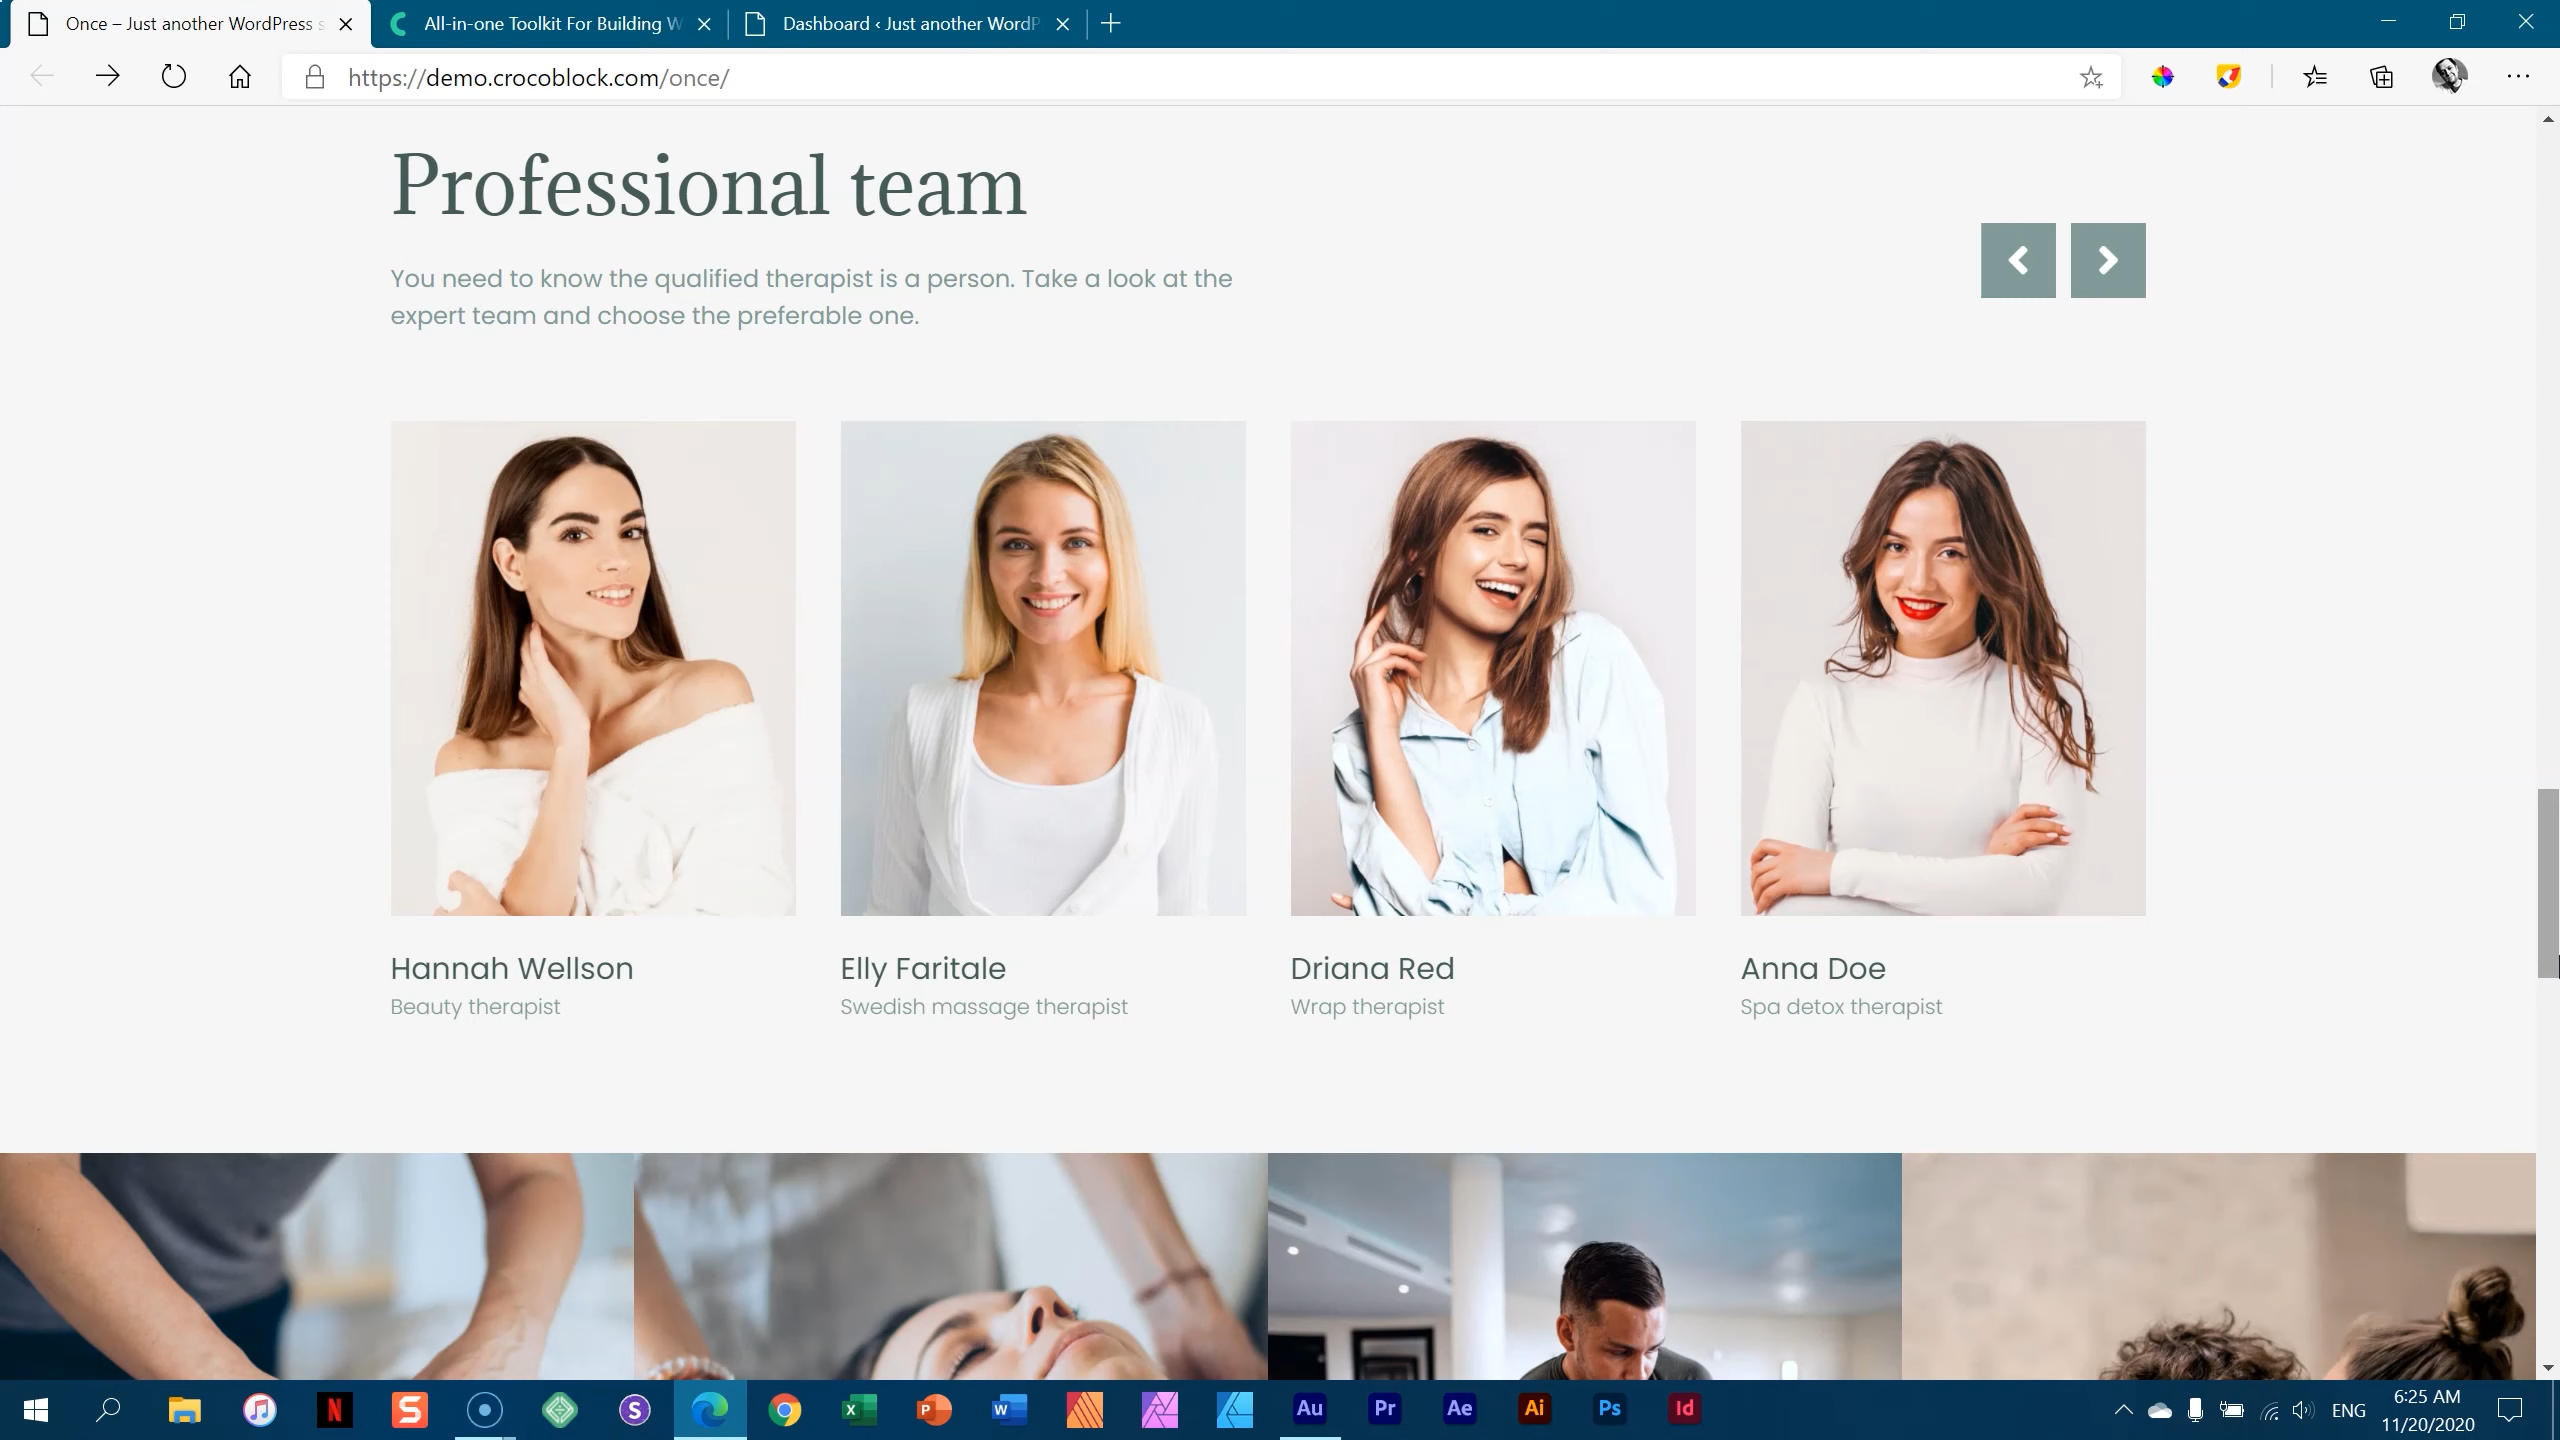 Once – Just another WordPress s
All-in-one Toolkit For Building W
Dashboard ‹ Just another WordP
https://demo.crocoblock.com/once/
Professional team
You need to know the qualified therapist is a person. Take a look at the
expert team and choose the preferable one.
Hannah Wellson
Beauty therapist
Elly Faritale
Swedish massage therapist
Driana Red
Wrap therapist
Anna Doe
Spa detox therapist
N
S
S
X
P
W
Au
Pr
Ae
Ai
Ps
Id
ENG
6:25 AM
11/20/2020